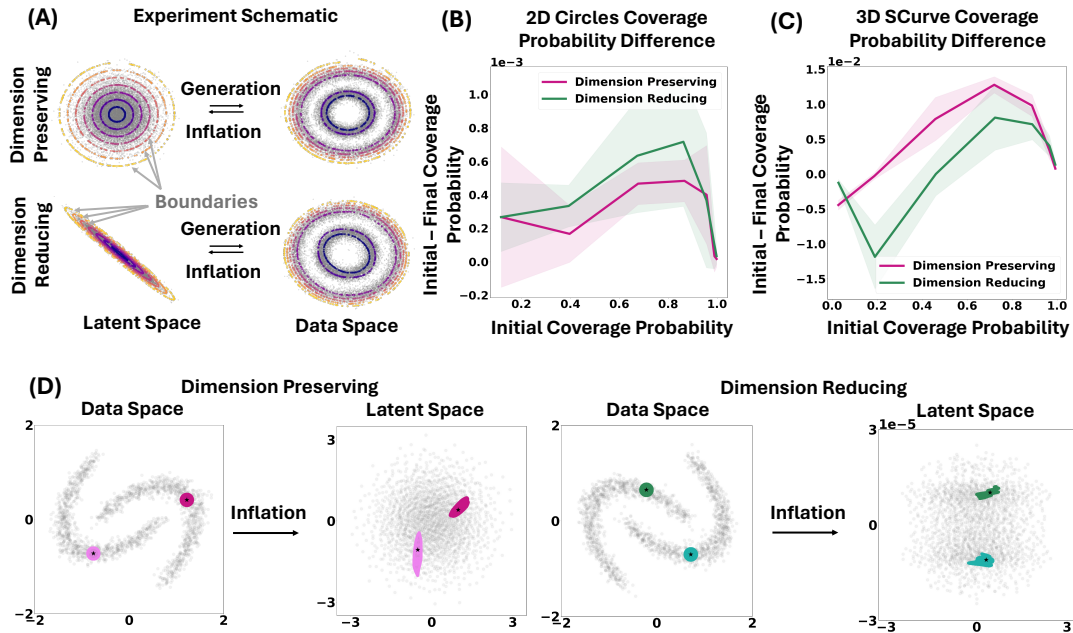 (A)
Experiment Schematic
Dimension
Preserving
Generation
Inflation
Boundaries
Dimension
Reducing
Generation
Inflation
Latent Space
Data Space
(B)
2D Circles Coverage
Probability Difference
1e−3
Dimension Preserving
Dimension Reducing
Initial – Final Coverage
Probability
1.0
0.8
0.6
0.4
0.2
0.0
−0.2
0.2
0.4
0.6
0.8
1.0
Initial Coverage Probability
(C)
3D SCurve Coverage
Probability Difference
1e−2
Initial – Final Coverage
Probability
1.5
1.0
0.5
0.0
−0.5
−1.0
−1.5
Dimension Preserving
Dimension Reducing
0.0
0.2
0.4
0.6
0.8
1.0
Initial Coverage Probability
(D)
Dimension Preserving
Data Space
Latent Space
2
0
−2
−2
0
2
Inflation
3
0
−3
−3
0
3
Dimension Reducing
Data Space
Latent Space
2
0
−2
−2
0
2
Inflation
3
1e−5
0
−3
−3
0
3